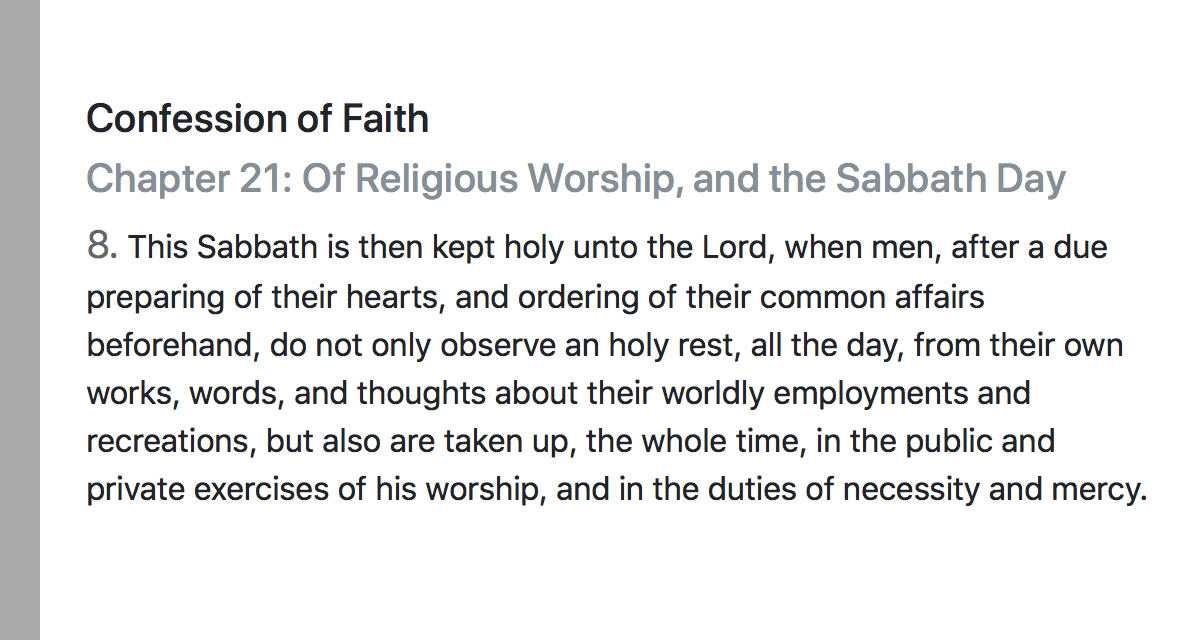 Confession of Faith
Chapter 21: Of Religious Worship, and the Sabbath Day
8. This Sabbath is then kept holy unto the Lord, when men, after a due
preparing of their hearts, and ordering of their common affairs
beforehand, do not only observe an holy rest, all the day, from their own
works, words, and thoughts about their worldly employments and
recreations, but also are taken up, the whole time, in the public and
private exercises of his worship, and in the duties of necessity and mercy.